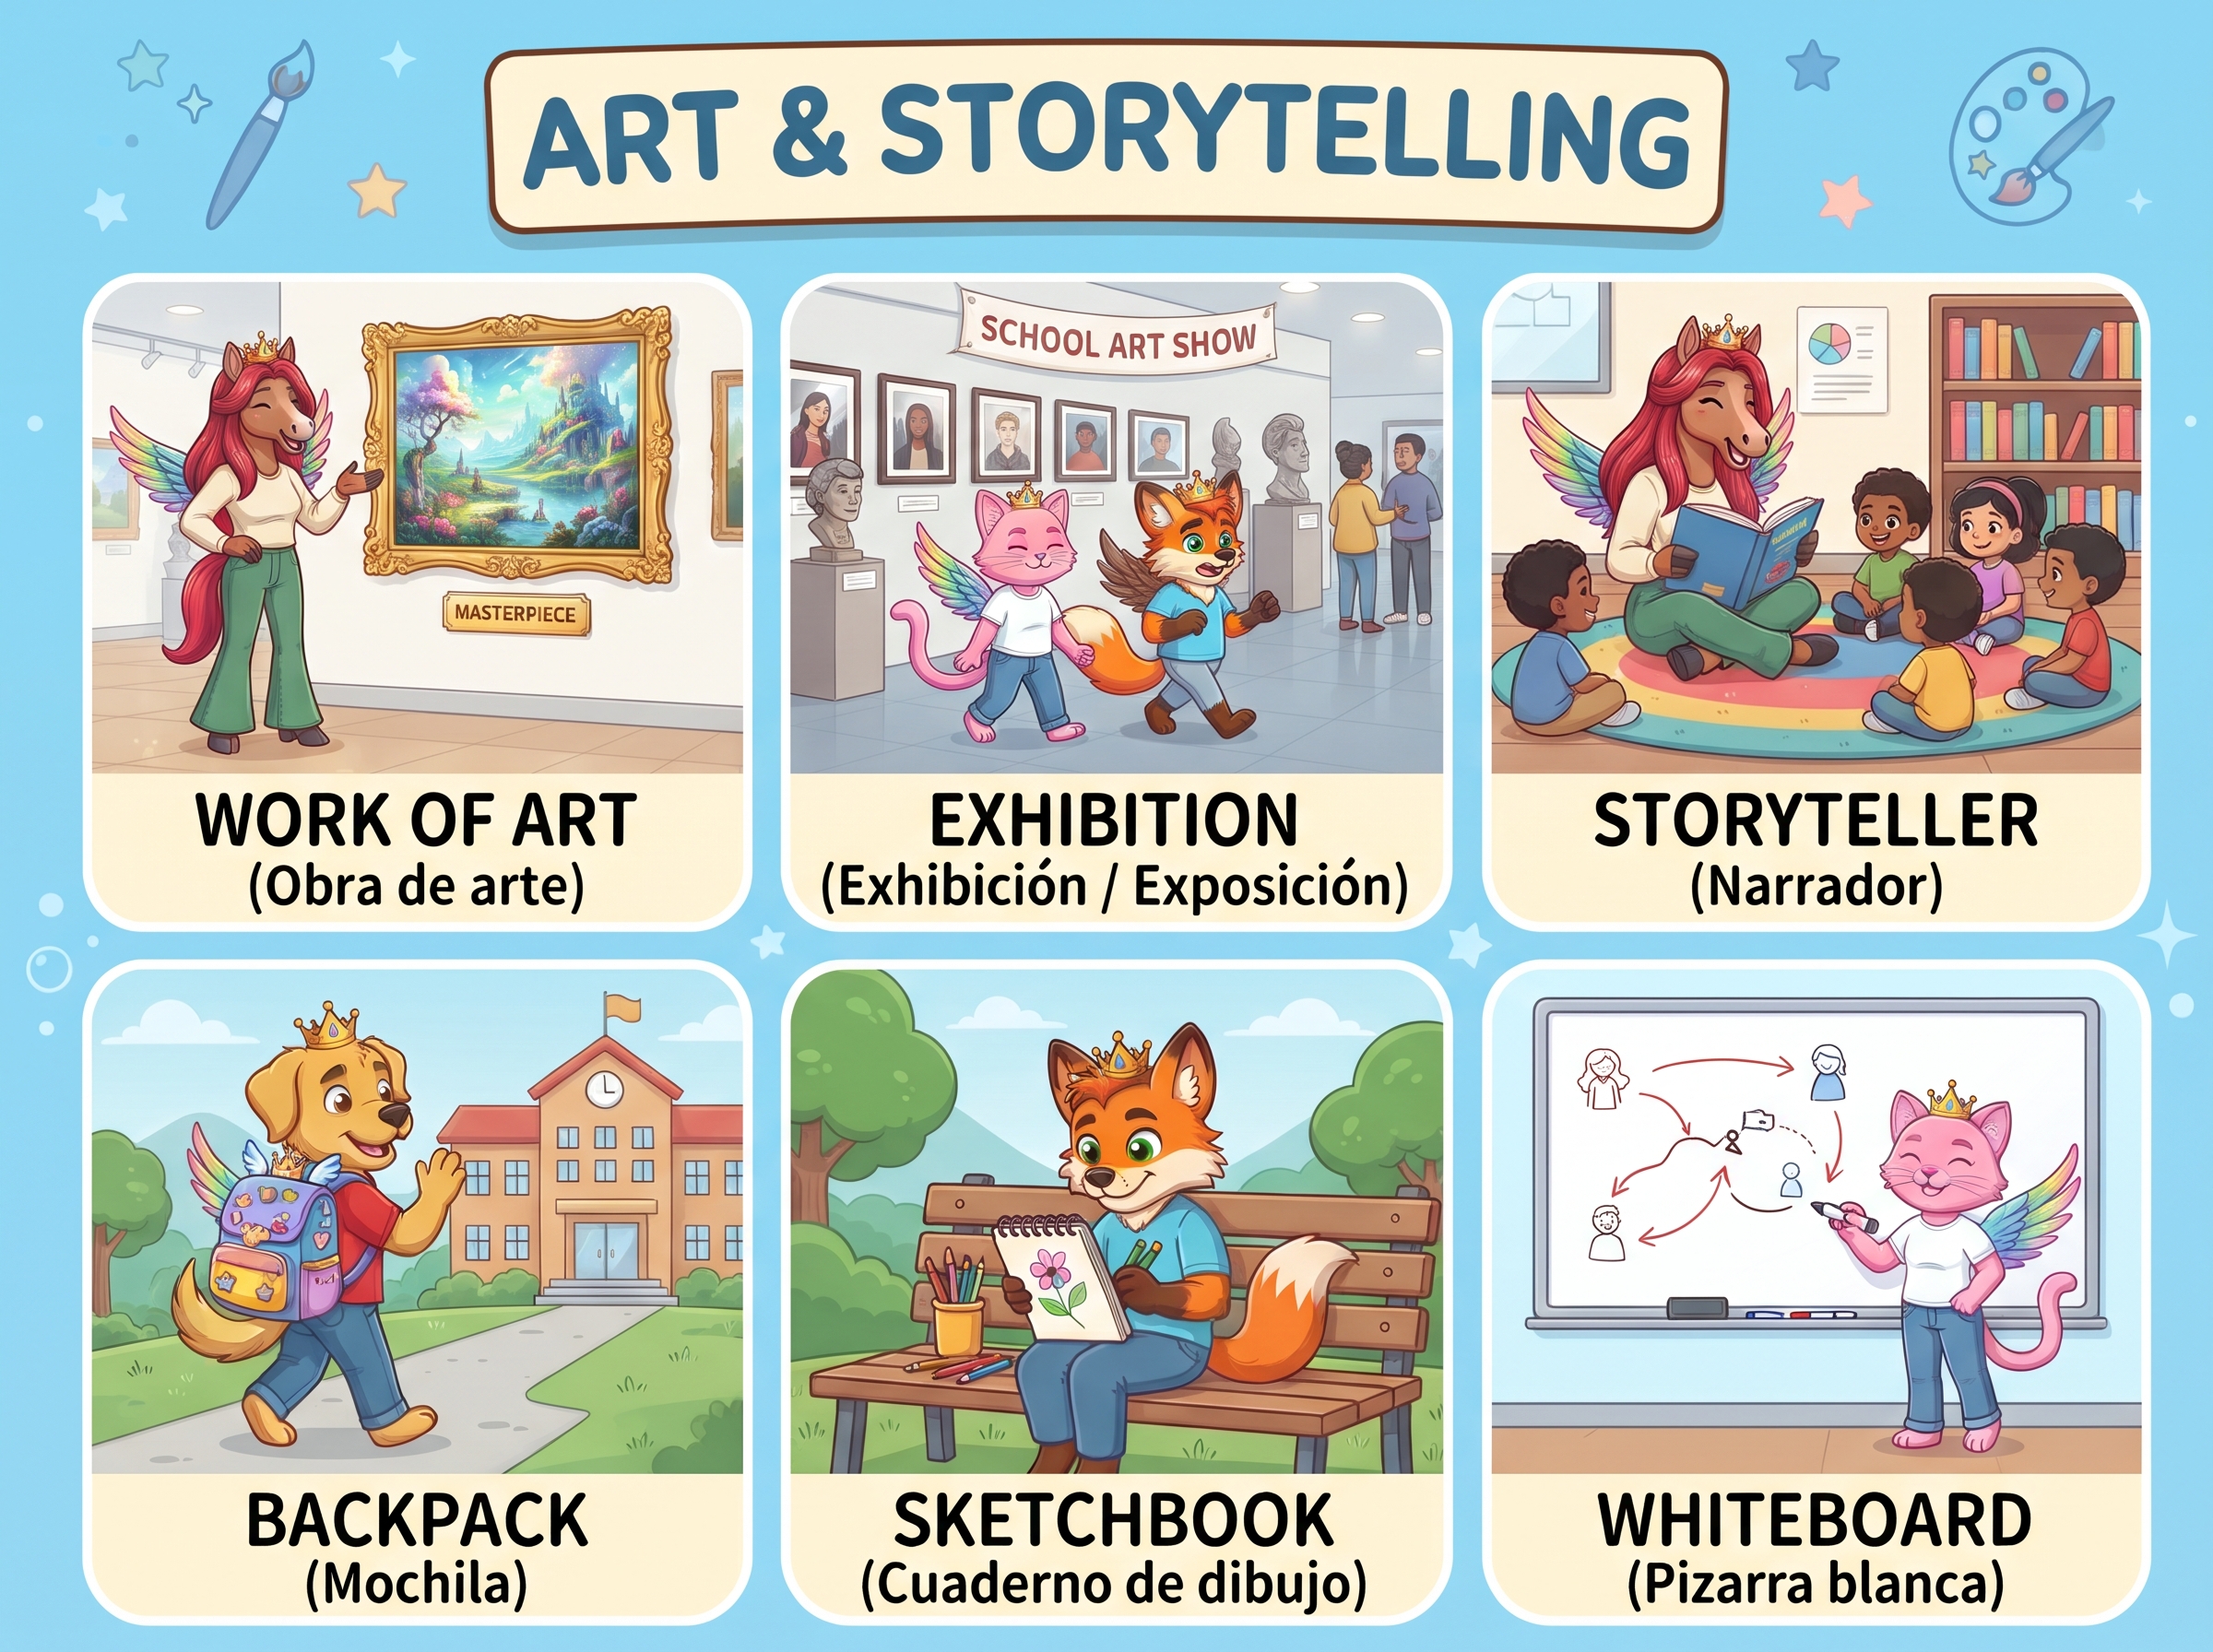 ART & STORYTELLING
MASTERPIECE
WORK OF ART
(Obra de arte)
SCHOOL ART SHOW
EXHIBITION
(Exhibición / Exposición)
STORYTELLER
(Narrador)
BACKPACK
(Mochila)
SKETCHBOOK
(Cuaderno de dibujo)
WHITEBOARD
(Pizarra blanca)